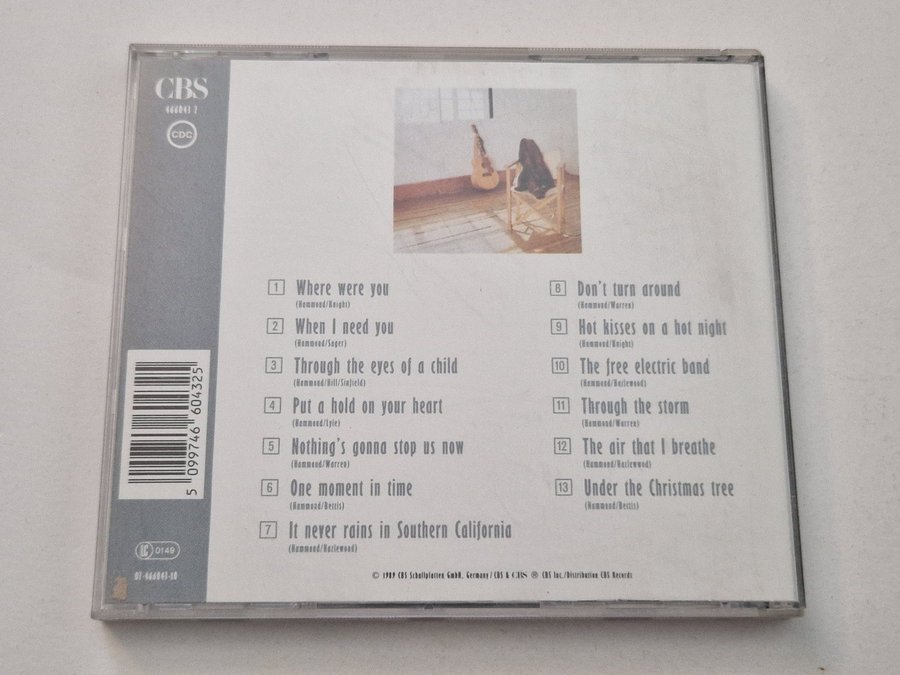 CBS
466043 2
CDC
1 Where were you
(Hammond/Knight)
2 When I need you
(Hammond/Sager)
3 Through the eyes of a child
(Hammond/Hill/Sinfield)
4 Put a hold on your heart
(Hammond/Lyle)
5 Nothing's gonna stop us now
(Hammond/Warren)
6 One moment in time
(Hammond/Bettis)
7 It never rains in Southern California
(Hammond/Hazlewood)
8 Don't turn around
(Hammond/Warren)
9 Hot kisses on a hot night
(Hammond/Knight)
10 The free electric band
(Hammond/Hazlewood)
11 Through the storm
(Hammond/Warren)
12 The air that I breathe
(Hammond/Hazlewood)
13 Under the Christmas tree
(Hammond/Bettis)
5 099746 604325
LC 0149
07-466043-10
© 1989 CBS Schallplatten GmbH, Germany/CBS & CBS ® CBS Inc./Distribution CBS Records